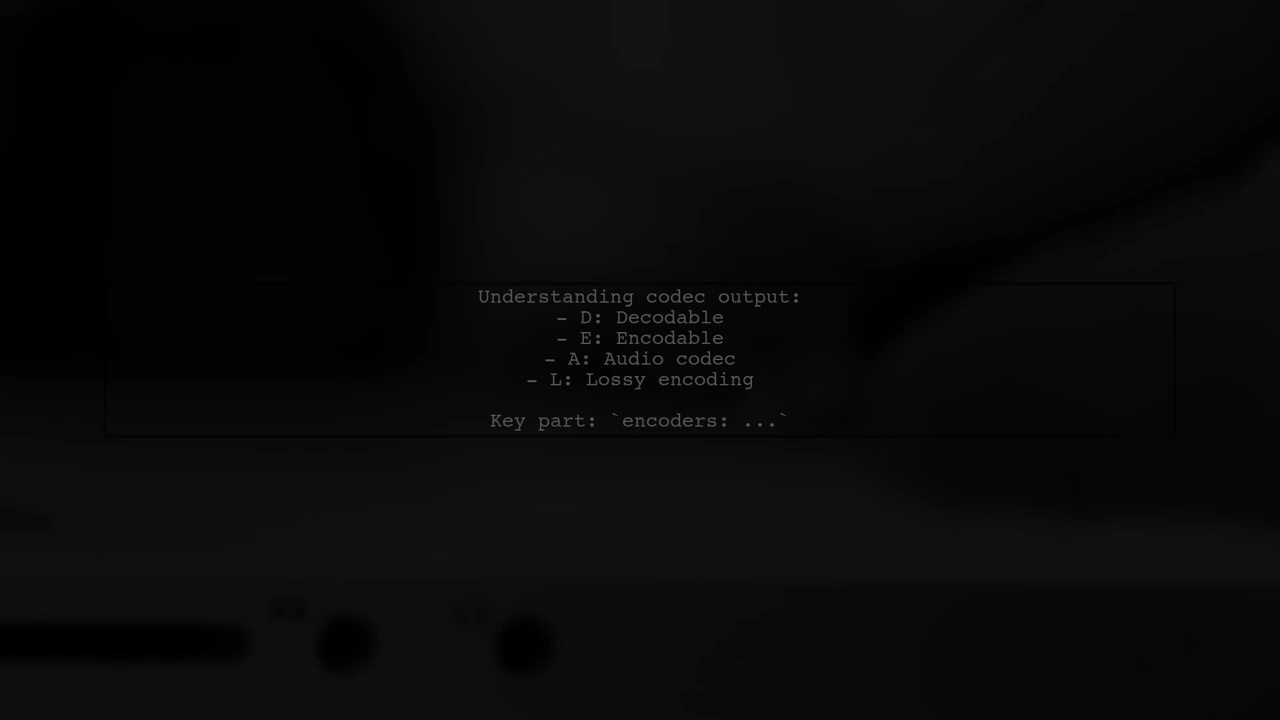 Understanding codec output:
- D: Decodable
- E: Encodable
- A: Audio codec
- L: Lossy encoding
Key part: `encoders: ...`